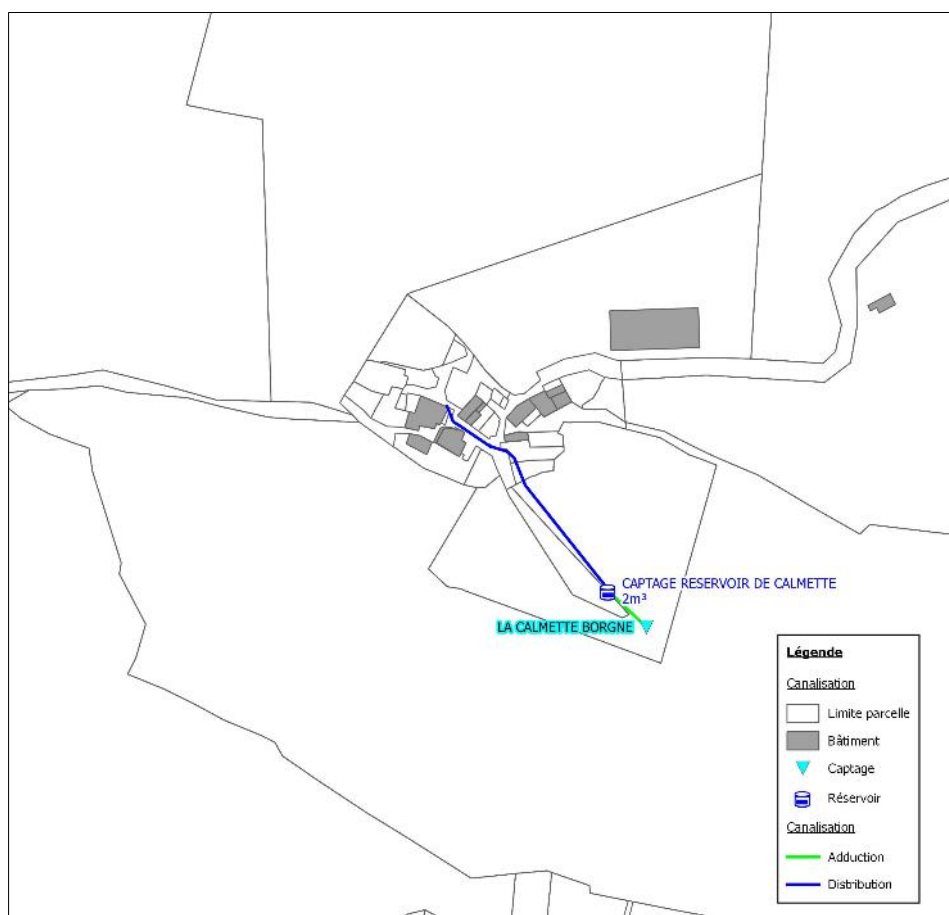 CAPTAGE RESERVOIR DE CALMETTE
2m³
LA CALMETTE BORGNE
Légende
Canalisation
Limite parcelle
Bâtiment
Captage
Réservoir
Canalisation
Adduction
Distribution